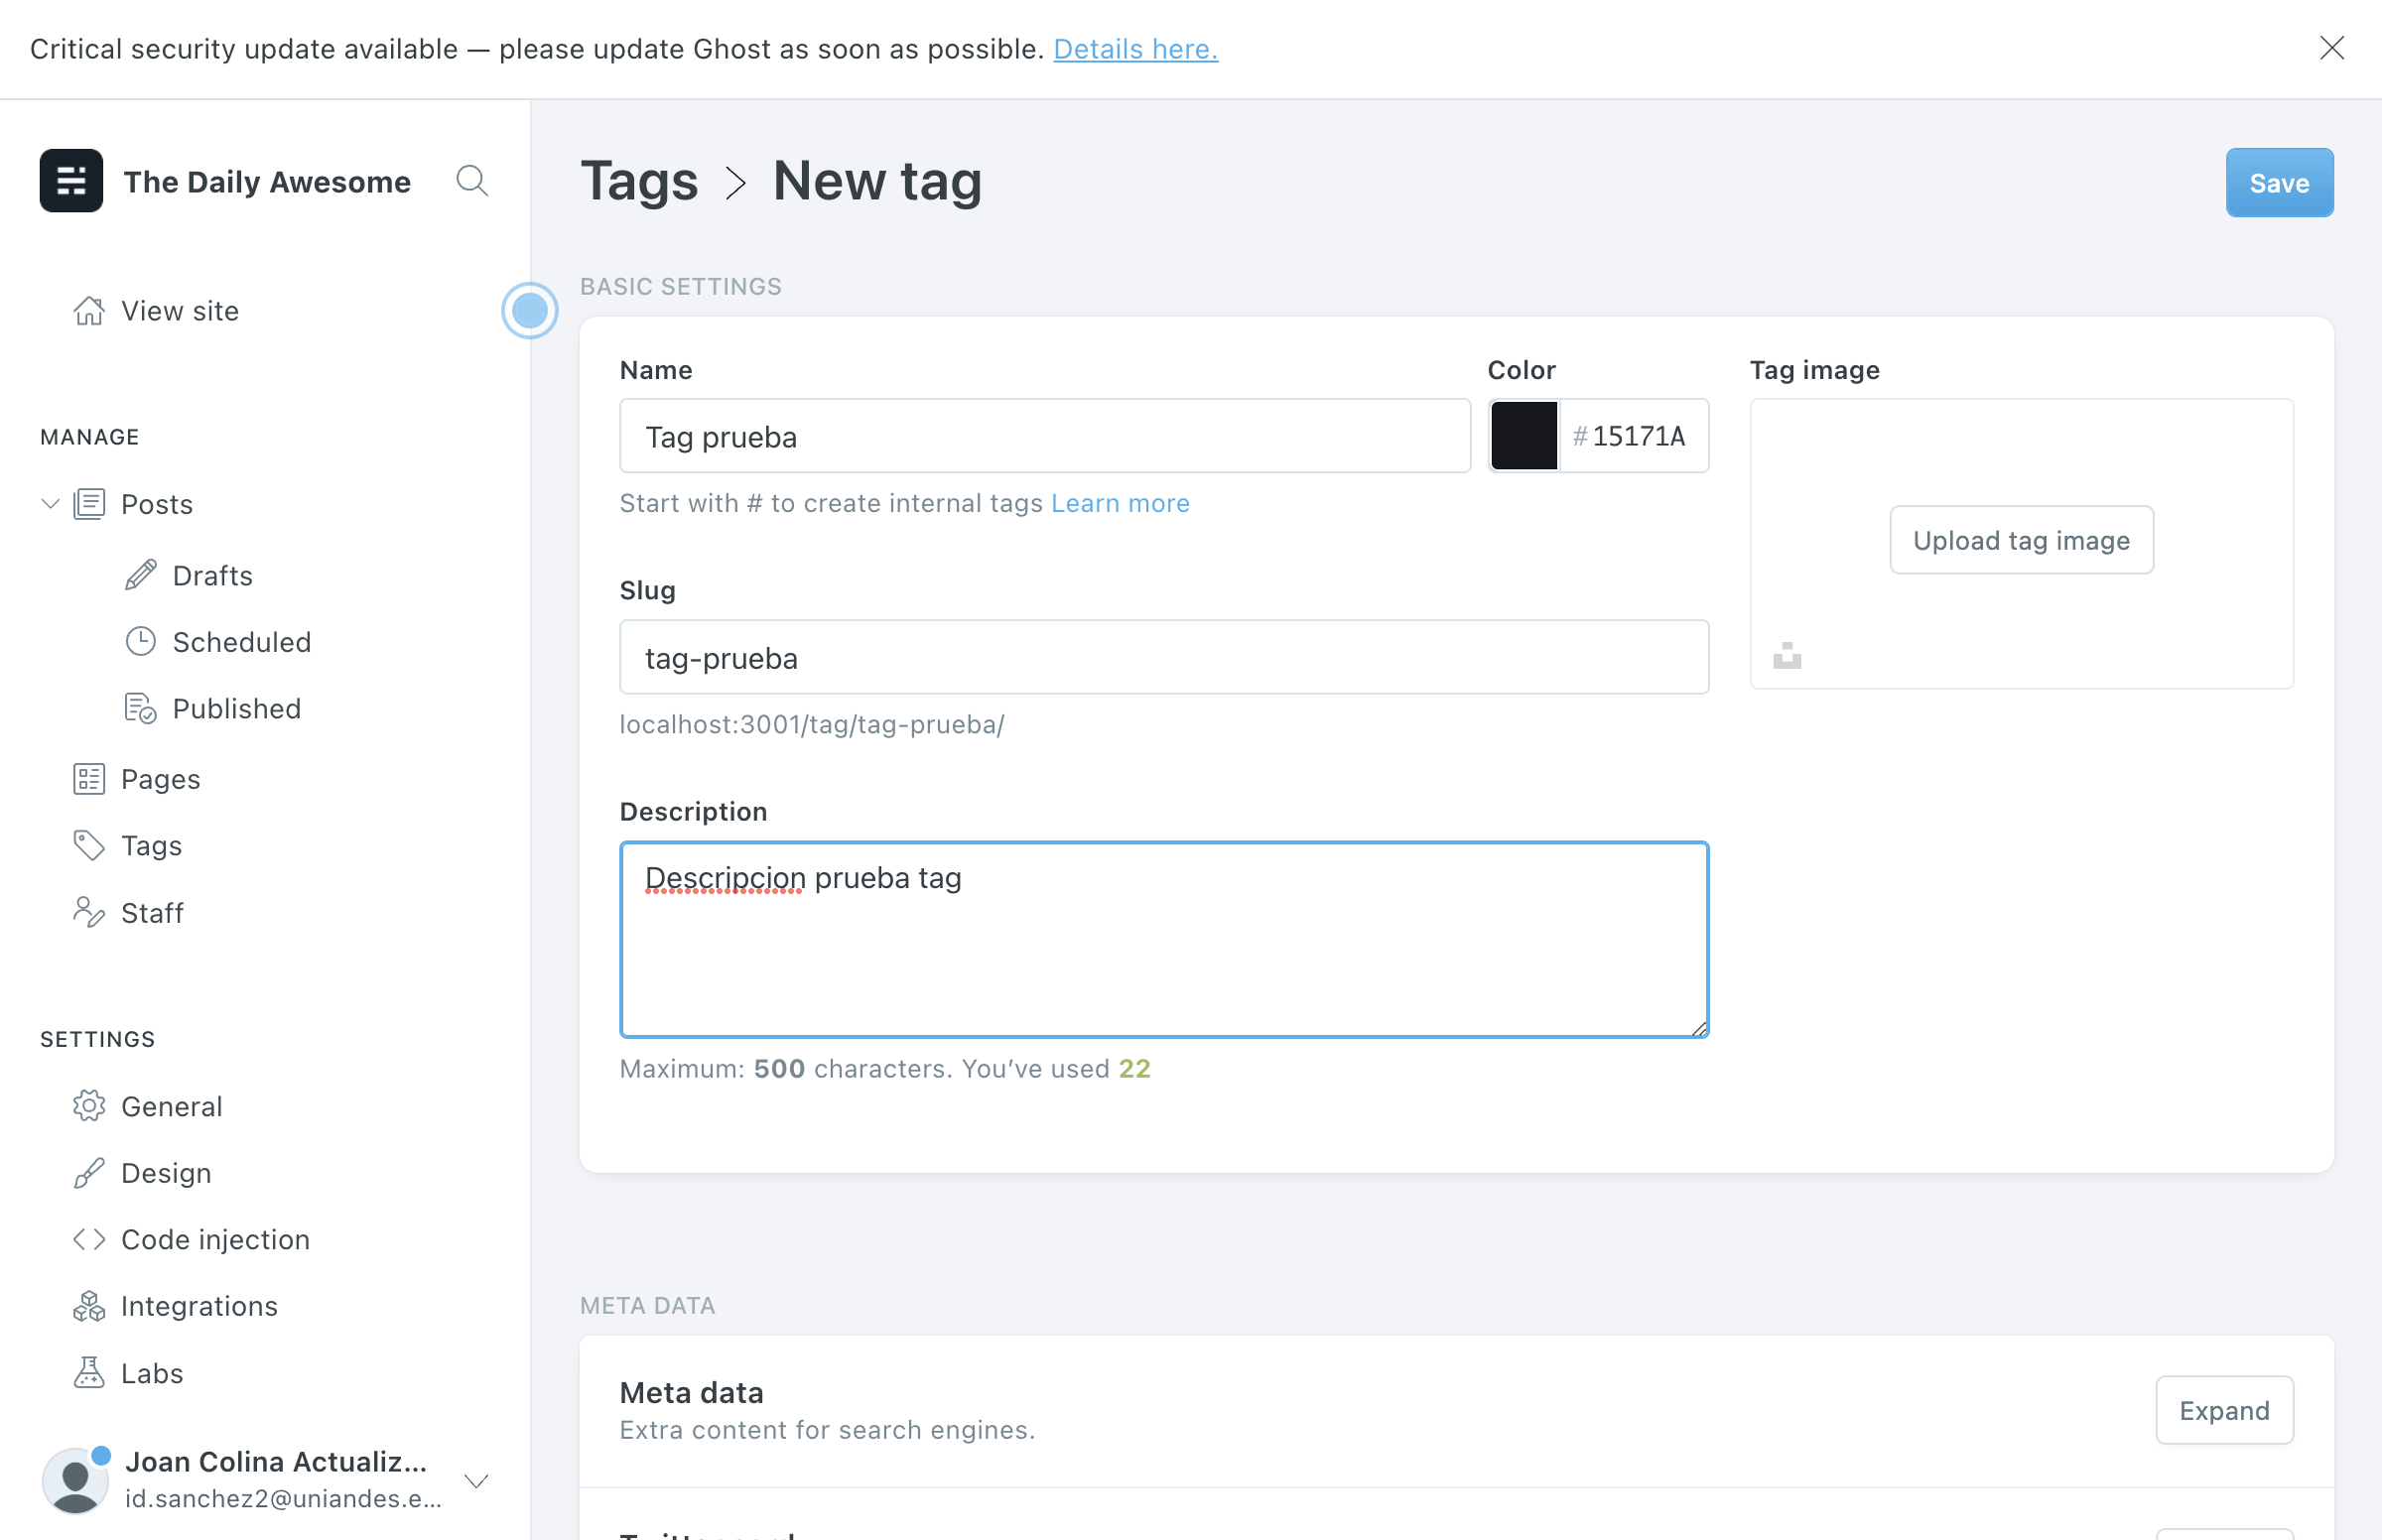 Critical security update available — please update Ghost as soon as possible. Details here.
The Daily Awesome
View site
MANAGE
Posts
Drafts
Scheduled
Published
Pages
Tags
Staff
SETTINGS
General
Design
Code injection
Integrations
Labs
Joan Colina Actualiz...
id.sanchez2@uniandes.e...
Tags > New tag
Save
BASIC SETTINGS
Name
Tag prueba
Start with # to create internal tags Learn more
Color
#15171A
Tag image
Upload tag image
Slug
tag-prueba
localhost:3001/tag/tag-prueba/
Description
Descripcion prueba tag
Maximum: 500 characters. You’ve used 22
META DATA
Meta data
Extra content for search engines.
Expand